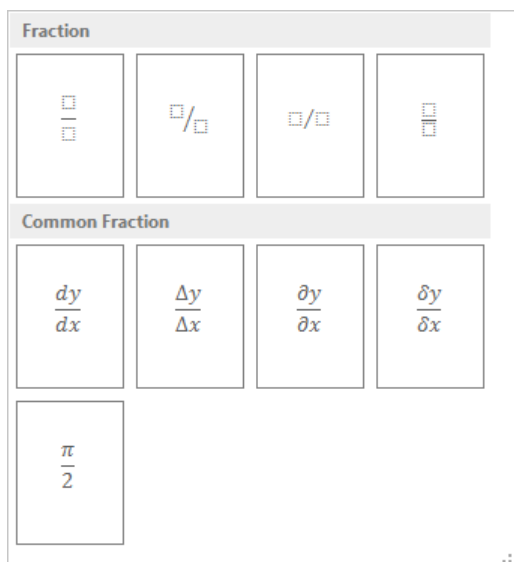 Fraction
□/□ □/□ □/□ □/□
Common Fraction
dy/dx Δy/Δx ∂y/∂x δy/δx
π/2